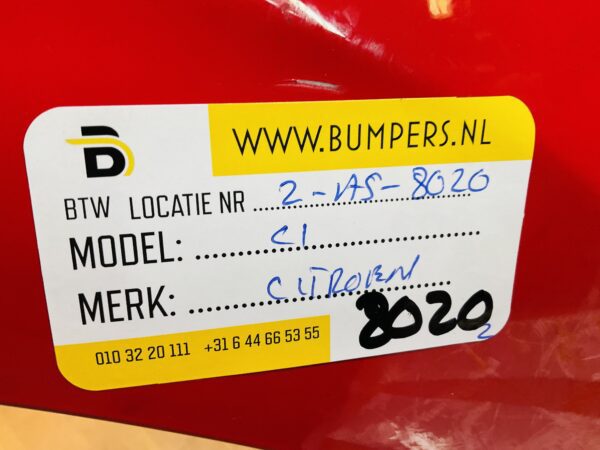 WWW.BUMPERS.NL
B
BTW LOCATIE NR 2-VAS-8020
MODEL: C1
MERK: CITROEN
8020
2
010 32 20 111 +31 6 44 66 53 55